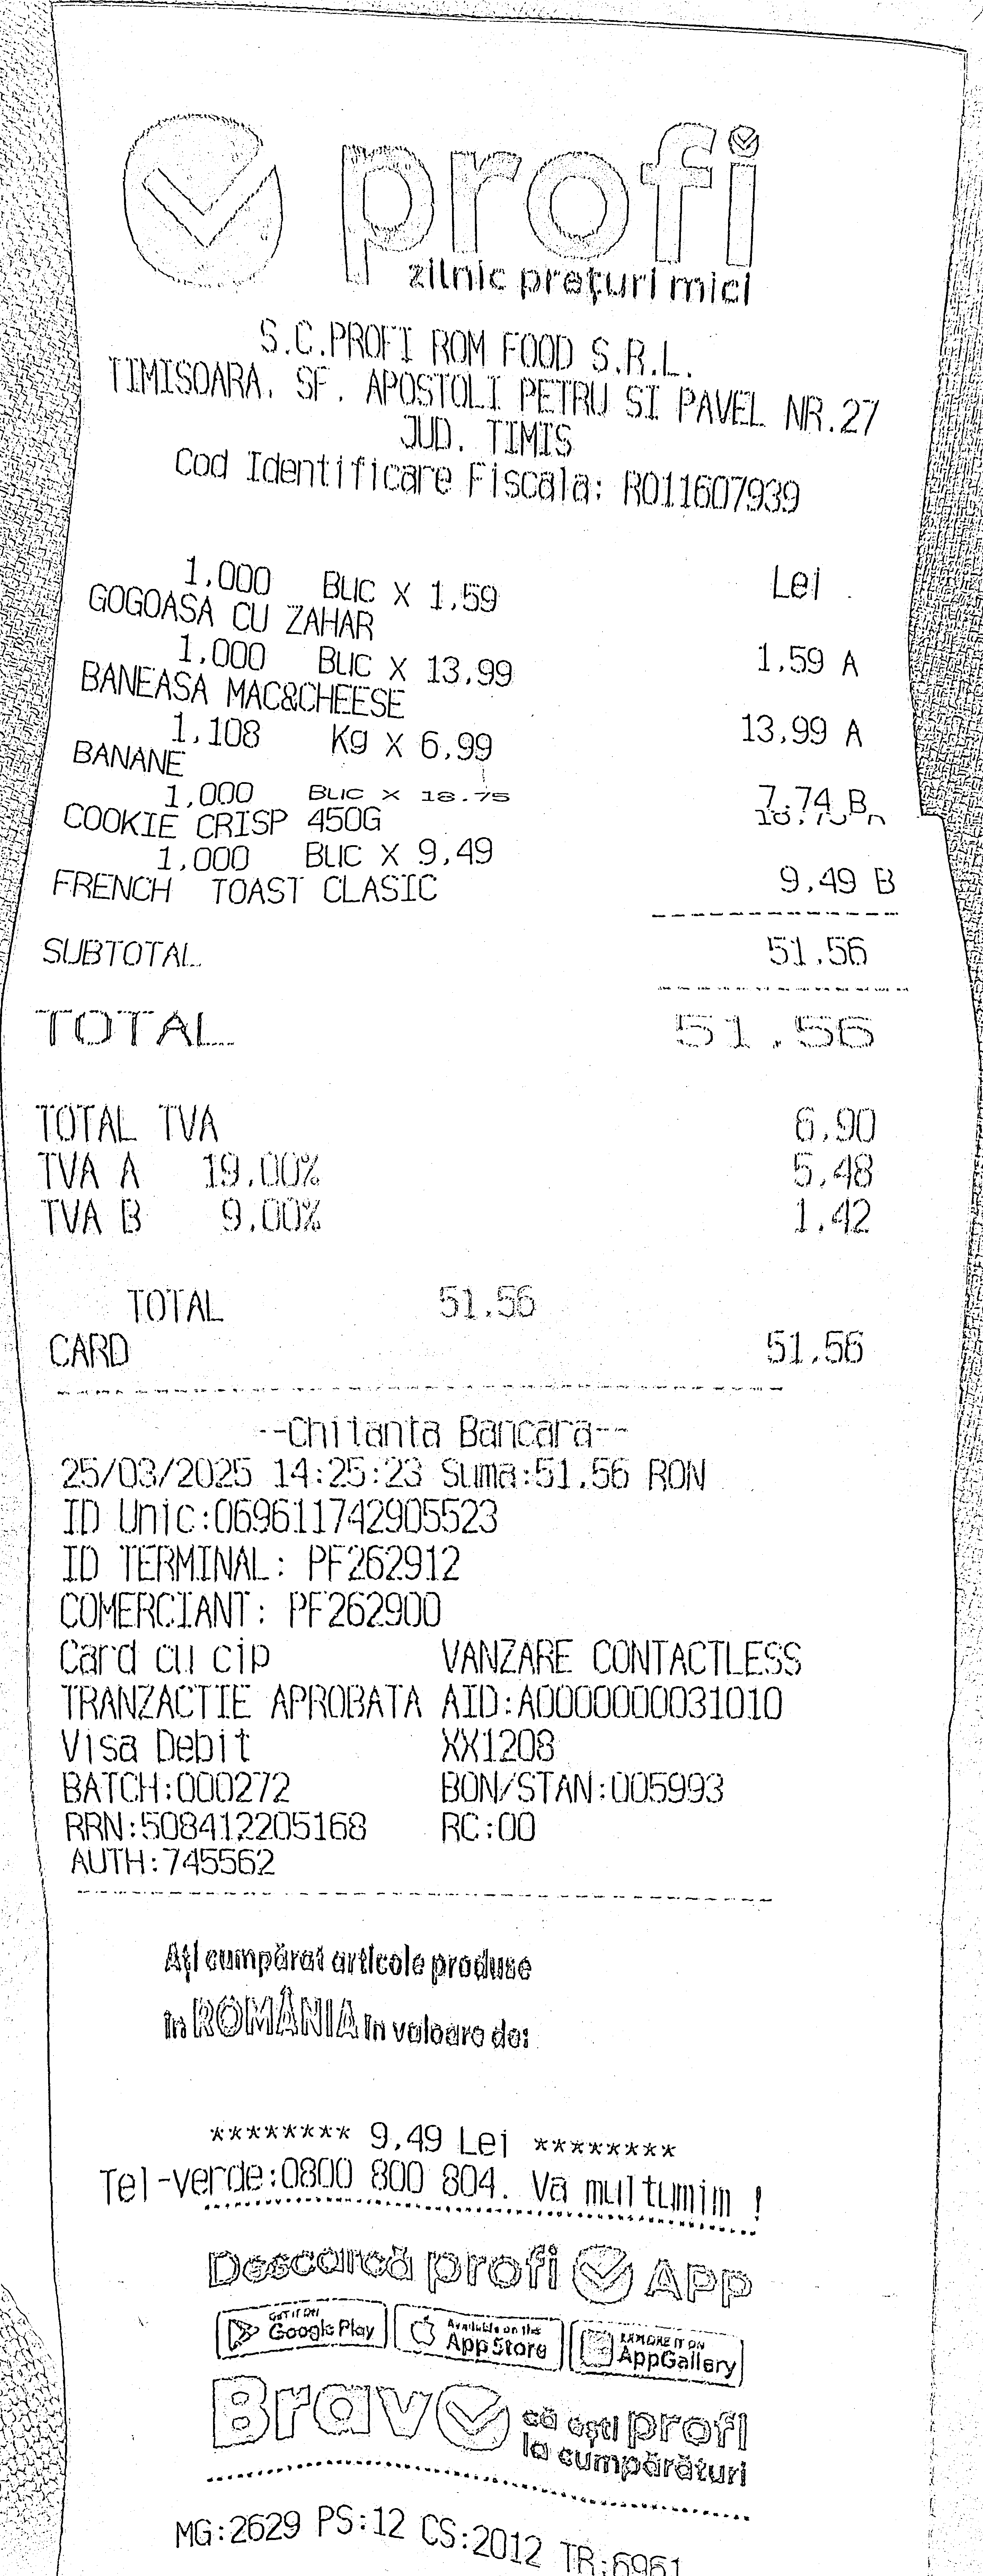 profi
zilnic prețuri mici
S.C.PROFI ROM FOOD S.R.L.
TIMISOARA, SF. APOSTOLI PETRU SI PAVEL NR.27
JUD. TIMIS
Cod Identificare Fiscala: RO11607939
Lei
1,000 BUC X 1,59
GOGOASA CU ZAHAR 1,59 A
1,000 BUC X 13,99
BANEASA MAC&CHEESE 13,99 A
1,108 Kg X 6,99
BANANE 7,74 B
1,000 BUC X 18.75
COOKIE CRISP 450G
1,000 BUC X 9,49
FRENCH TOAST CLASIC 9,49 B
SUBTOTAL 51,56
TOTAL 51,56
TOTAL TVA 6,90
TVA A 19,00% 5,48
TVA B 9,00% 1,42
TOTAL 51,56
CARD 51,56
--Chitanta Bancara--
25/03/2025 14:25:23 Suma:51,56 RON
ID Unic:069611742905523
ID TERMINAL: PF262912
COMERCIANT: PF262900
Card cu cip VANZARE CONTACTLESS
TRANZACTIE APROBATA AID:A0000000031010
Visa Debit XX1208
BATCH:000272 BON/STAN:005993
RRN:508412205168 RC:00
AUTH:745562
Ați cumpărat articole produse
în ROMÂNIA în valoare de:
******** 9,49 Lei ********
Tel-verde:0800 800 804. Va multumim !
Descarcă profi APP
GET IT ON Google Play
Available on the App Store
EXPLORE IT ON AppGallery
Bravo că ești profi
la cumpărături
MG:2629 PS:12 CS:2012 TR:6961